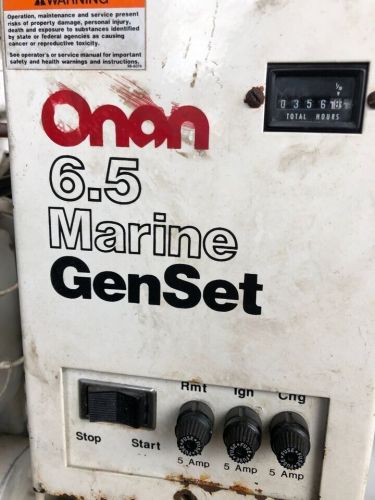 WARNING
Operation, maintenance and service present
risks of property damage, personal injury,
death and exposure to substances identified
by state or federal agencies as causing
cancer or reproductive toxicity.
See operator's or service manual for important
safety and health warnings and instructions.
Onan
1/10
0356
TOTAL HOURS
6.5
Marine
GenSet
Rmt Ign Chg
Stop Start
5 Amp 5 Amp 5 Amp